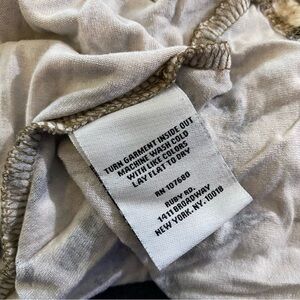 TURN GARMENT INSIDE OUT
MACHINE WASH COLD
WITH LIKE COLORS
LAY FLAT TO DRY
RN 107680
RUBY RD.
1411 BROADWAY
NEW YORK, NY. 10018